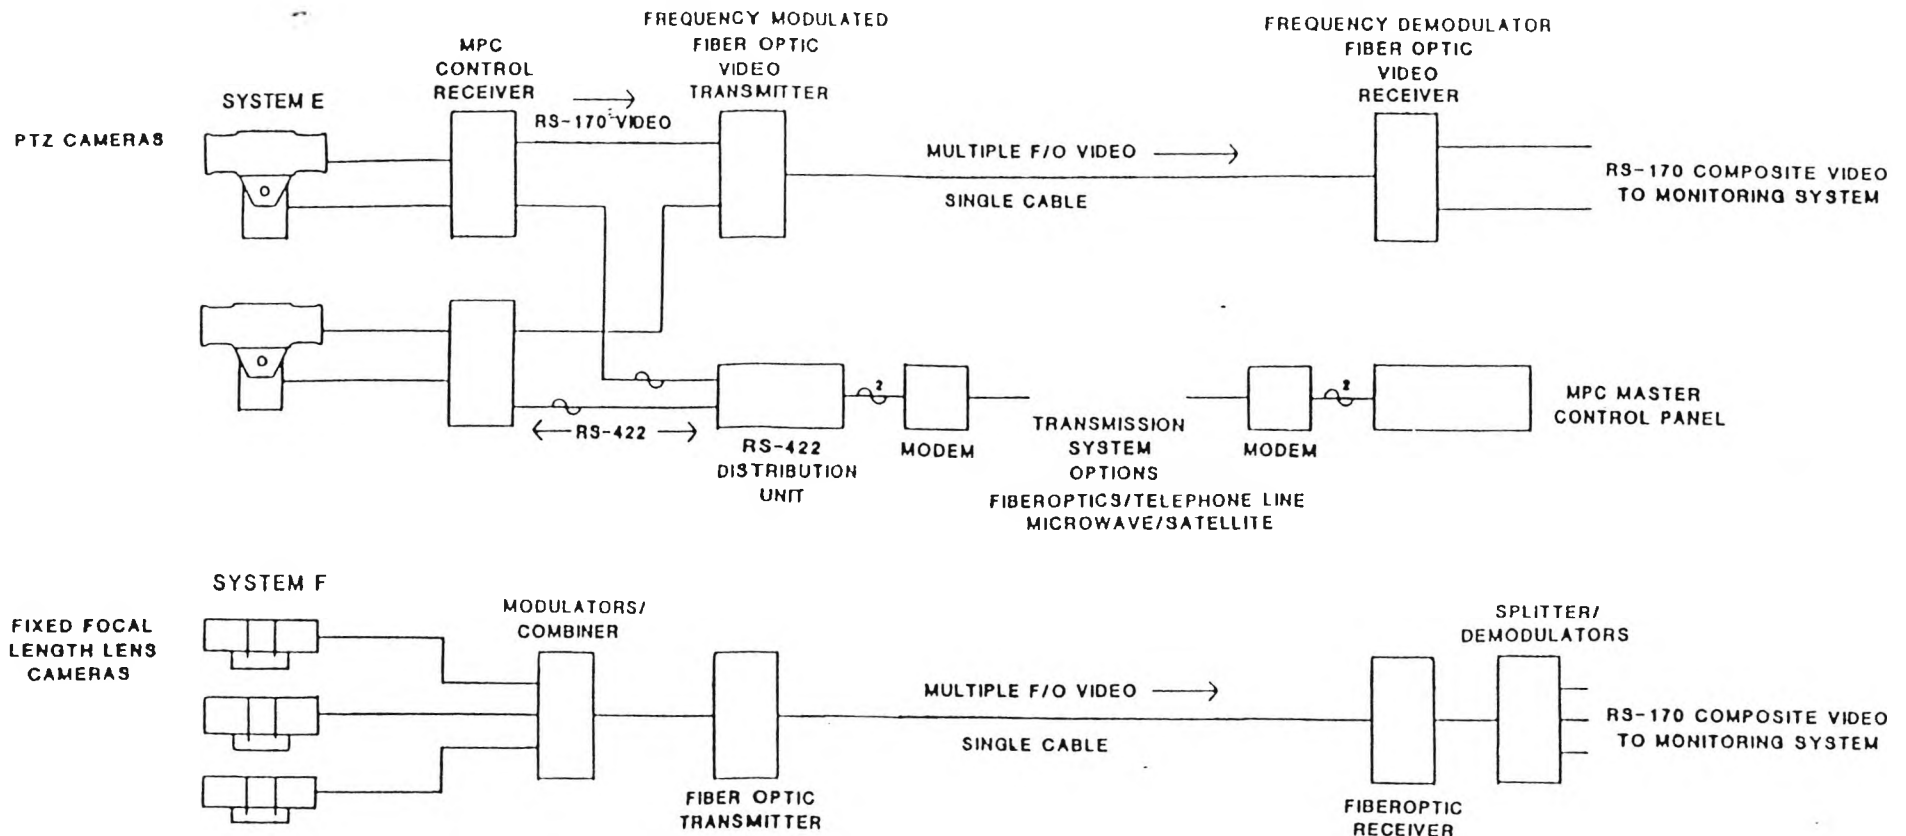 FREQUENCY MODULATED
FIBER OPTIC
VIDEO
TRANSMITTER
FREQUENCY DEMODULATOR
FIBER OPTIC
VIDEO
RECEIVER
MPC
CONTROL
RECEIVER
SYSTEM E
PTZ CAMERAS
RS-170 VIDEO
MULTIPLE F/O VIDEO
SINGLE CABLE
RS-170 COMPOSITE VIDEO
TO MONITORING SYSTEM
RS-422
RS-422
DISTRIBUTION
UNIT
2
MODEM
TRANSMISSION
SYSTEM
OPTIONS
FIBEROPTICS/TELEPHONE LINE
MICROWAVE/SATELLITE
MODEM
2
MPC MASTER
CONTROL PANEL
SYSTEM F
FIXED FOCAL
LENGTH LENS
CAMERAS
MODULATORS/
COMBINER
FIBER OPTIC
TRANSMITTER
MULTIPLE F/O VIDEO
SINGLE CABLE
SPLITTER/
DEMODULATORS
FIBEROPTIC
RECEIVER
RS-170 COMPOSITE VIDEO
TO MONITORING SYSTEM